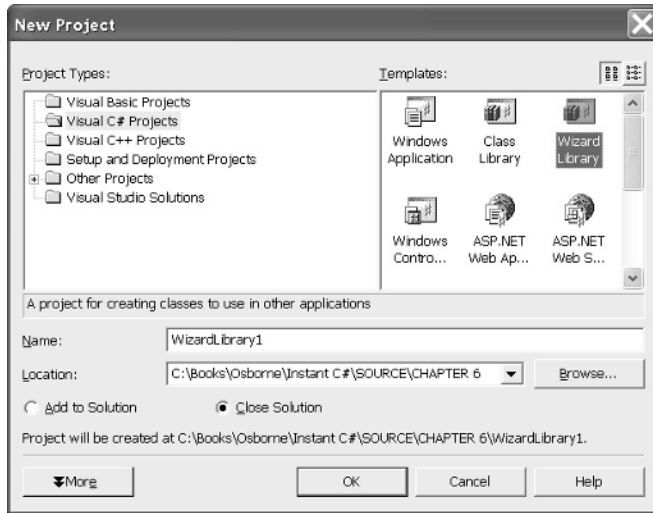 New Project
Project Types:
Templates:
Visual Basic Projects
Visual C# Projects
Visual C++ Projects
Setup and Deployment Projects
Other Projects
Visual Studio Solutions
Windows Application
Class Library
Wizard Library
Windows Contro...
ASP.NET Web Ap...
ASP.NET Web S...
A project for creating classes to use in other applications
Name:
WizardLibrary1
Location:
C:\Books\Osborne\Instant C#\SOURCE\CHAPTER 6
Browse...
Add to Solution
Close Solution
Project will be created at C:\Books\Osborne\Instant C#\SOURCE\CHAPTER 6\WizardLibrary1.
More
OK
Cancel
Help